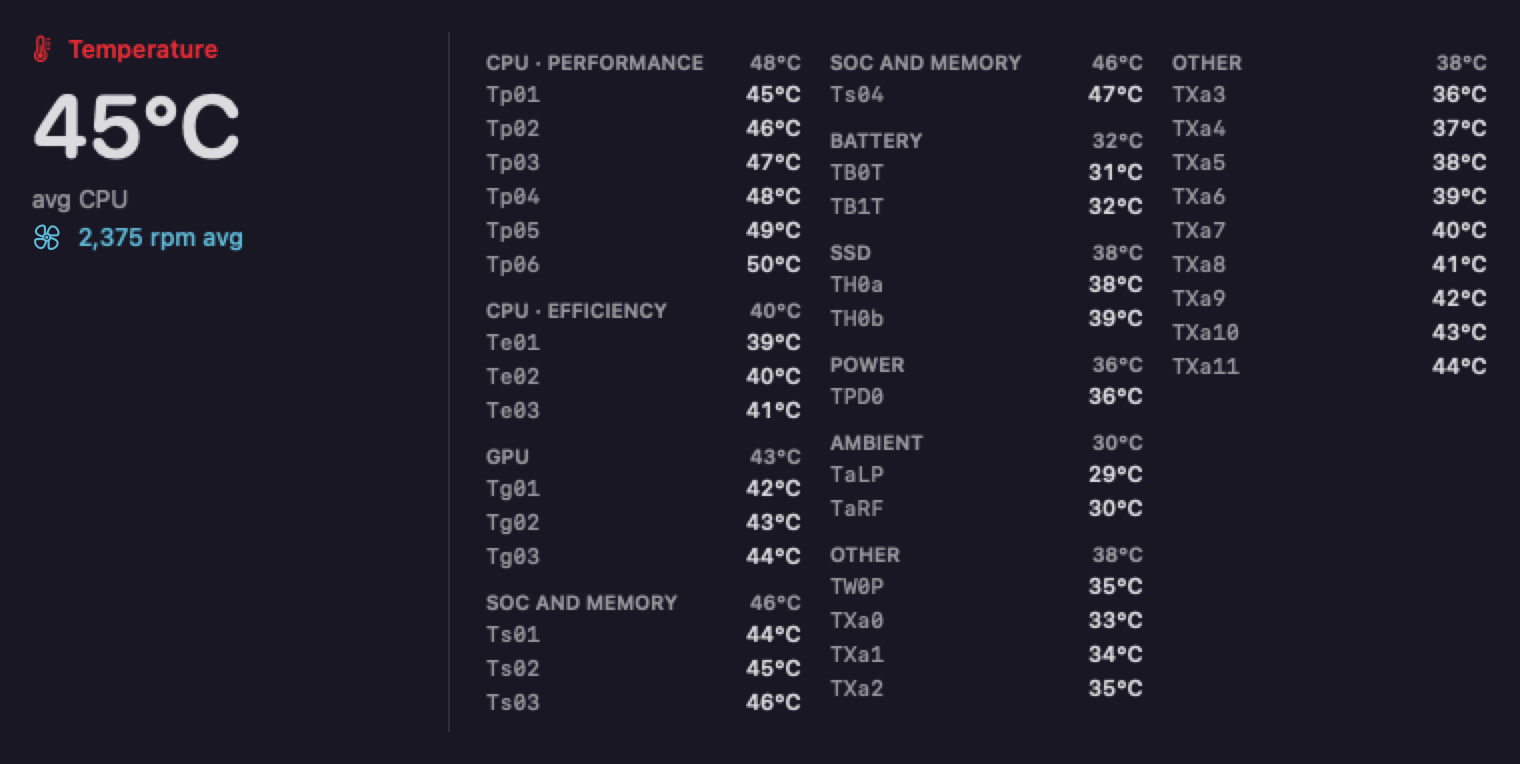 Temperature
45°C
avg CPU
2,375 rpm avg
CPU · PERFORMANCE 48°C
Tp01 45°C
Tp02 46°C
Tp03 47°C
Tp04 48°C
Tp05 49°C
Tp06 50°C
CPU · EFFICIENCY 40°C
Te01 39°C
Te02 40°C
Te03 41°C
GPU 43°C
Tg01 42°C
Tg02 43°C
Tg03 44°C
SOC AND MEMORY 46°C
Ts01 44°C
Ts02 45°C
Ts03 46°C
SOC AND MEMORY 46°C
Ts04 47°C
BATTERY 32°C
TB0T 31°C
TB1T 32°C
SSD 38°C
TH0a 38°C
TH0b 39°C
POWER 36°C
TPD0 36°C
AMBIENT 30°C
TaLP 29°C
TaRF 30°C
OTHER 38°C
TW0P 35°C
TXa0 33°C
TXa1 34°C
TXa2 35°C
OTHER 38°C
TXa3 36°C
TXa4 37°C
TXa5 38°C
TXa6 39°C
TXa7 40°C
TXa8 41°C
TXa9 42°C
TXa10 43°C
TXa11 44°C